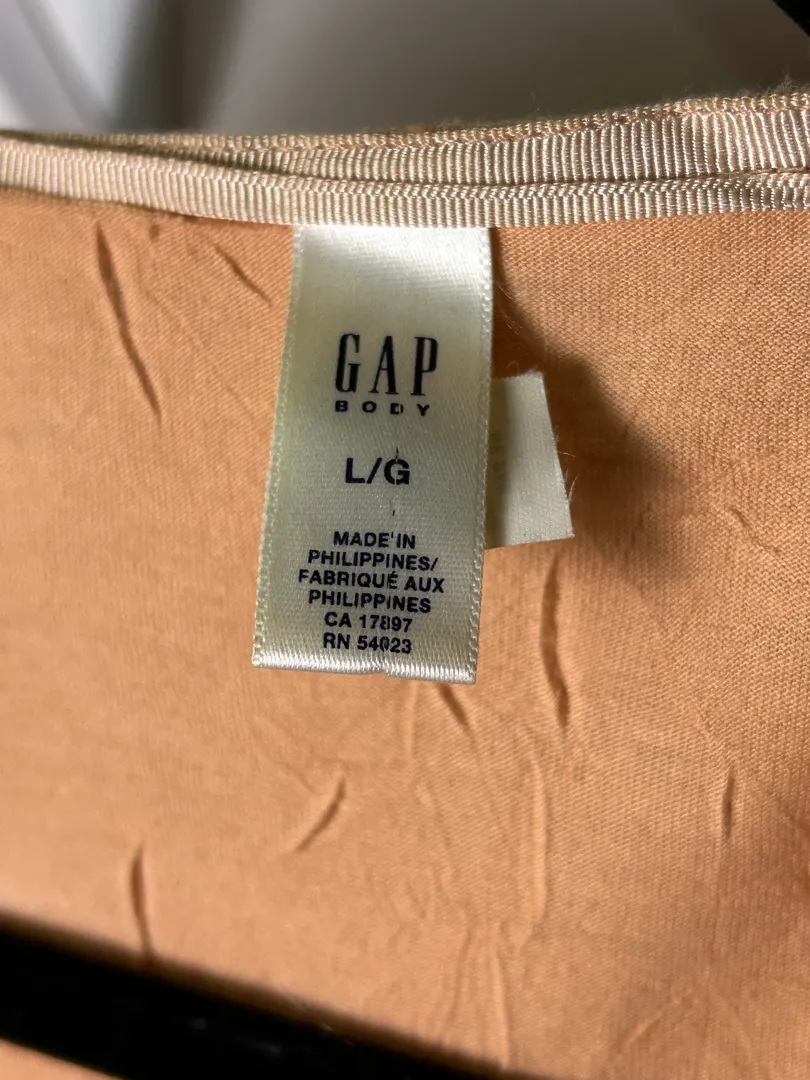 GAP
BODY
L/G
MADE IN
PHILIPPINES/
FABRIQUÉ AUX
PHILIPPINES
CA 17897
RN 54023